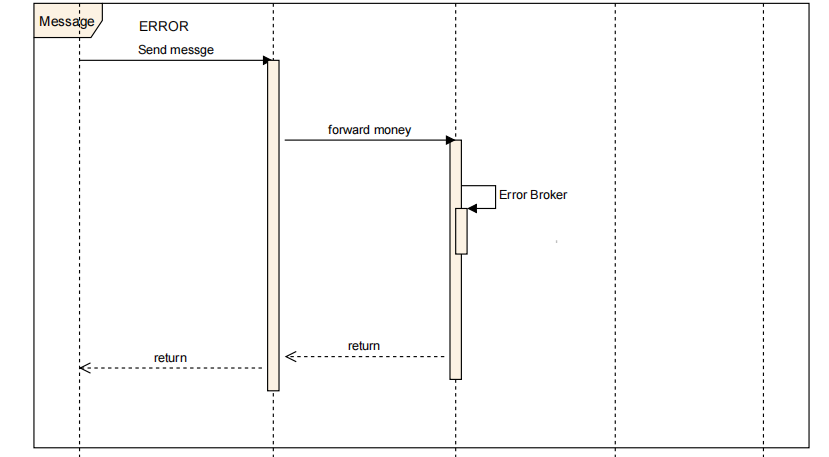 Message
ERROR
Send messge
forward money
Error Broker
return
return